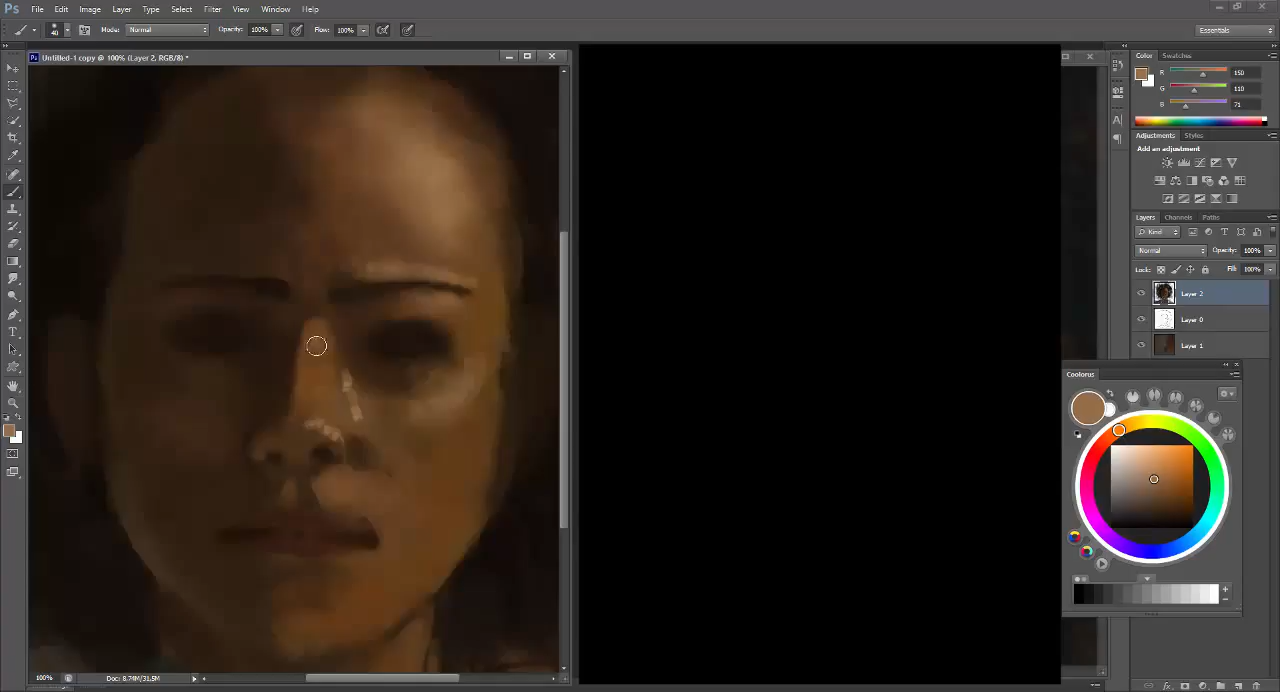 Ps File Edit Image Layer Type Select Filter View Window Help
40 Mode: Normal Opacity: 100% Flow: 100% Essentials
Ps Untitled-1 copy @ 100% (Layer 2, RGB/8) *
Color Swatches
R 150
G 110
B 71
Adjustments Styles
Add an adjustment
Layers Channels Paths
Kind
Normal Opacity: 100%
Lock: Fill: 100%
Layer 2
Layer 0
Layer 1
Coolorus
100% Doc: 8.74M/31.5M